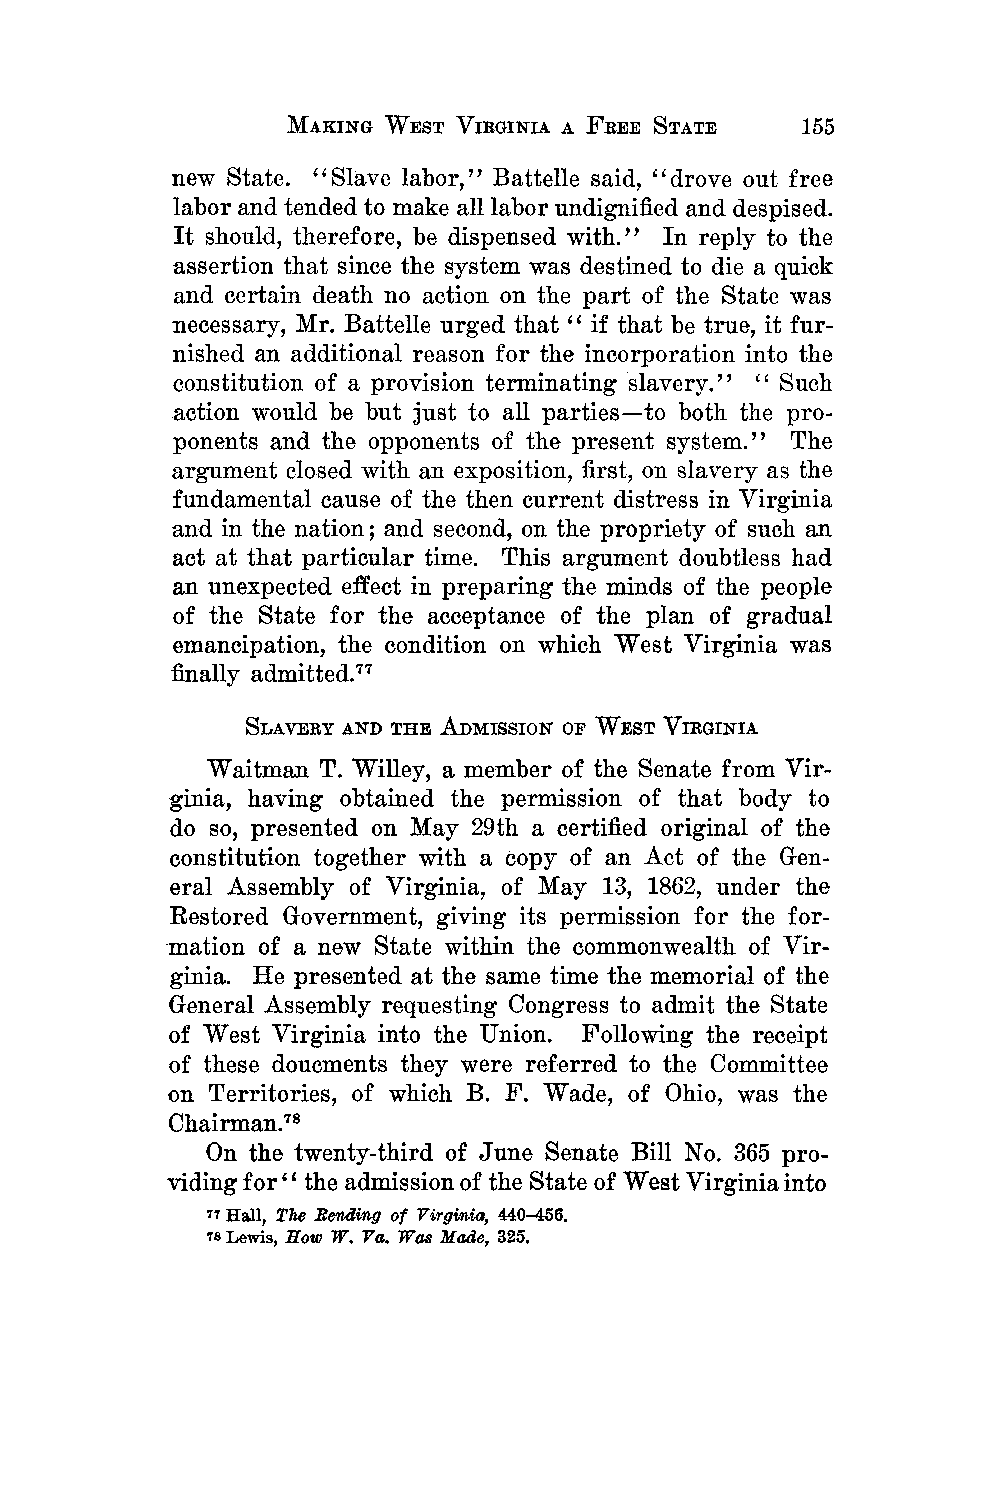 MAKING WEST VIRGINIA A FREE STATE 155
new State. "Slave labor," Battelle said, "drove out free
labor and tended to make all labor undignified and despised.
It should, therefore, be dispensed with." In reply to the
assertion that since the system was destined to die a quick
and certain death no action on the part of the State was
necessary, Mr. Battelle urged that " if that be true, it fur-
nished an additional reason for the incorporation into the
constitution of a provision terminating slavery." " Such
action would be but just to all parties—to both the pro-
ponents and the opponents of the present system." The
argument closed with an exposition, first, on slavery as the
fundamental cause of the then current distress in Virginia
and in the nation; and second, on the propriety of such an
act at that particular time. This argument doubtless had
an unexpected effect in preparing the minds of the people
of the State for the acceptance of the plan of gradual
emancipation, the condition on which West Virginia was
finally admitted.⁷⁷
SLAVERY AND THE ADMISSION OF WEST VIRGINIA
Waitman T. Willey, a member of the Senate from Vir-
ginia, having obtained the permission of that body to
do so, presented on May 29th a certified original of the
constitution together with a copy of an Act of the Gen-
eral Assembly of Virginia, of May 13, 1862, under the
Restored Government, giving its permission for the for-
mation of a new State within the commonwealth of Vir-
ginia. He presented at the same time the memorial of the
General Assembly requesting Congress to admit the State
of West Virginia into the Union. Following the receipt
of these doucments they were referred to the Committee
on Territories, of which B. F. Wade, of Ohio, was the
Chairman.⁷⁸
On the twenty-third of June Senate Bill No. 365 pro-
viding for " the admission of the State of West Virginia into
⁷⁷ Hall, The Rending of Virginia, 440–456.
⁷⁸ Lewis, How W. Va. Was Made, 325.